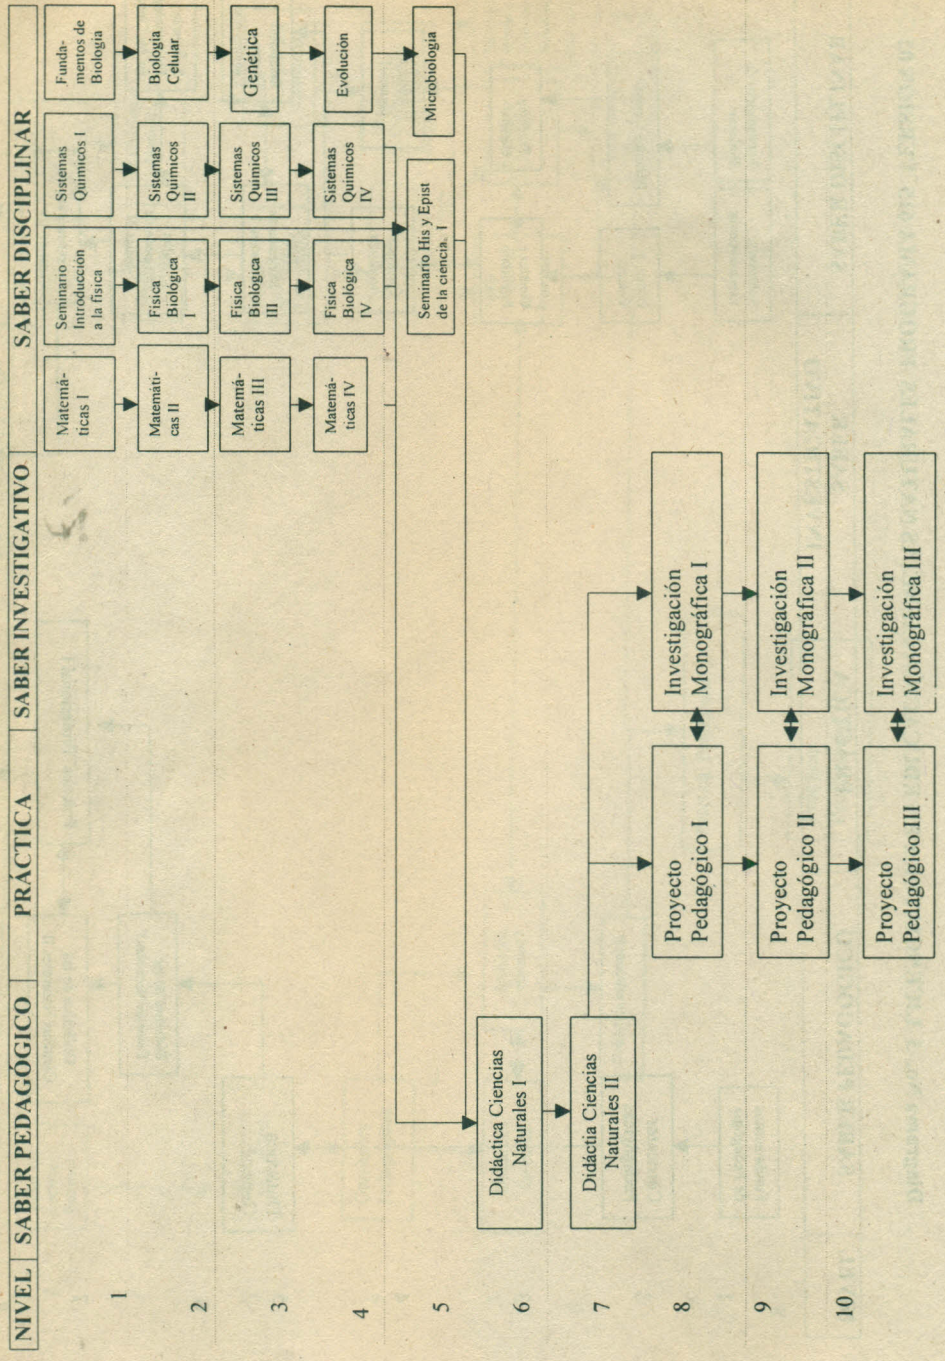 NIVEL
SABER PEDAGÓGICO
PRÁCTICA
SABER INVESTIGATIVO
SABER DISCIPLINAR
1
Matemá-
ticas I
Seminario
Introducción
a la física
Sistemas
Químicos I
Funda-
mentos de
Biología
2
Matemáti-
cas II
Física
Biológica
I
Sistemas
Químicos
II
Biología
Celular
3
Matemá-
ticas III
Física
Biológica
III
Sistemas
Químicos
III
Genética
4
Matemá-
ticas IV
Física
Biológica
IV
Sistemas
Químicos
IV
Evolución
5
Seminario His y Epist
de la ciencia. I
Microbiología
6
Didáctica Ciencias
Naturales I
7
Didáctia Ciencias
Naturales II
8
Proyecto
Pedagógico I
Investigación
Monográfica I
9
Proyecto
Pedagógico II
Investigación
Monográfica II
10
Proyecto
Pedagógico III
Investigación
Monográfica III